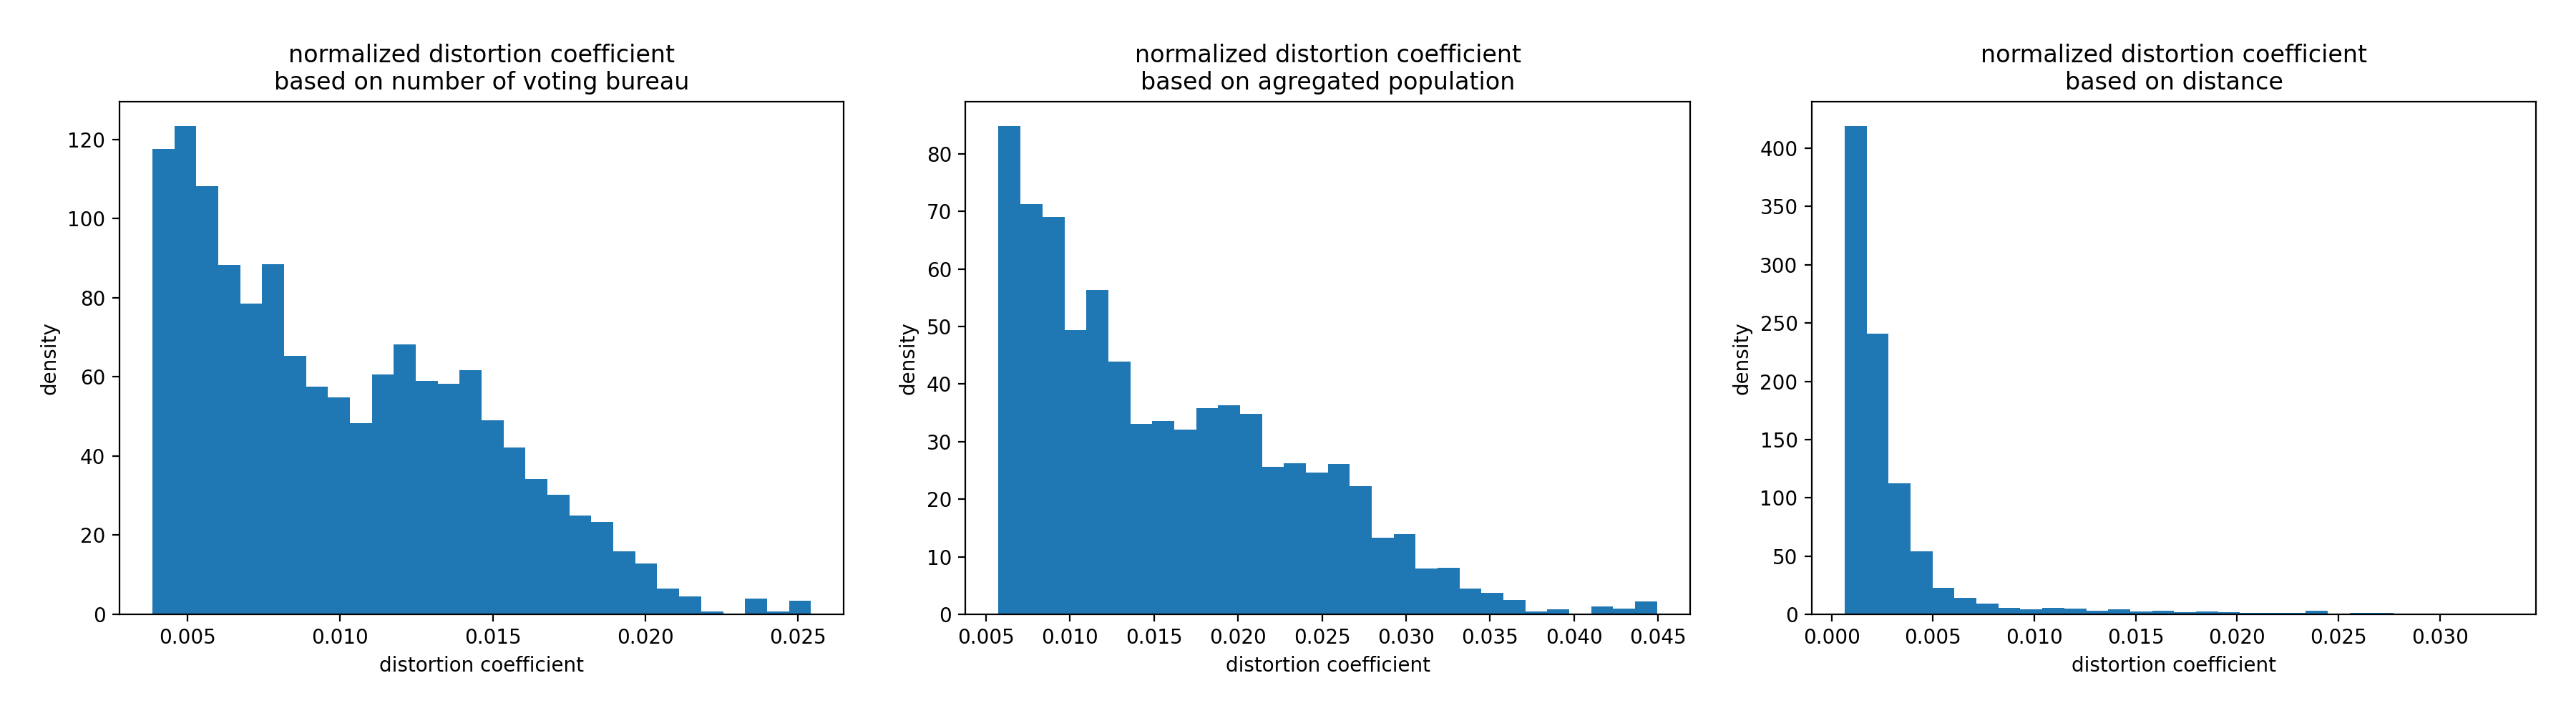 normalized distortion coefficient
based on number of voting bureau
120
100
80
60
40
20
0
density
0.005 0.010 0.015 0.020 0.025
distortion coefficient
normalized distortion coefficient
based on agregated population
80
70
60
50
40
30
20
10
0
density
0.005 0.010 0.015 0.020 0.025 0.030 0.035 0.040 0.045
distortion coefficient
normalized distortion coefficient
based on distance
400
350
300
250
200
150
100
50
0
density
0.000 0.005 0.010 0.015 0.020 0.025 0.030
distortion coefficient